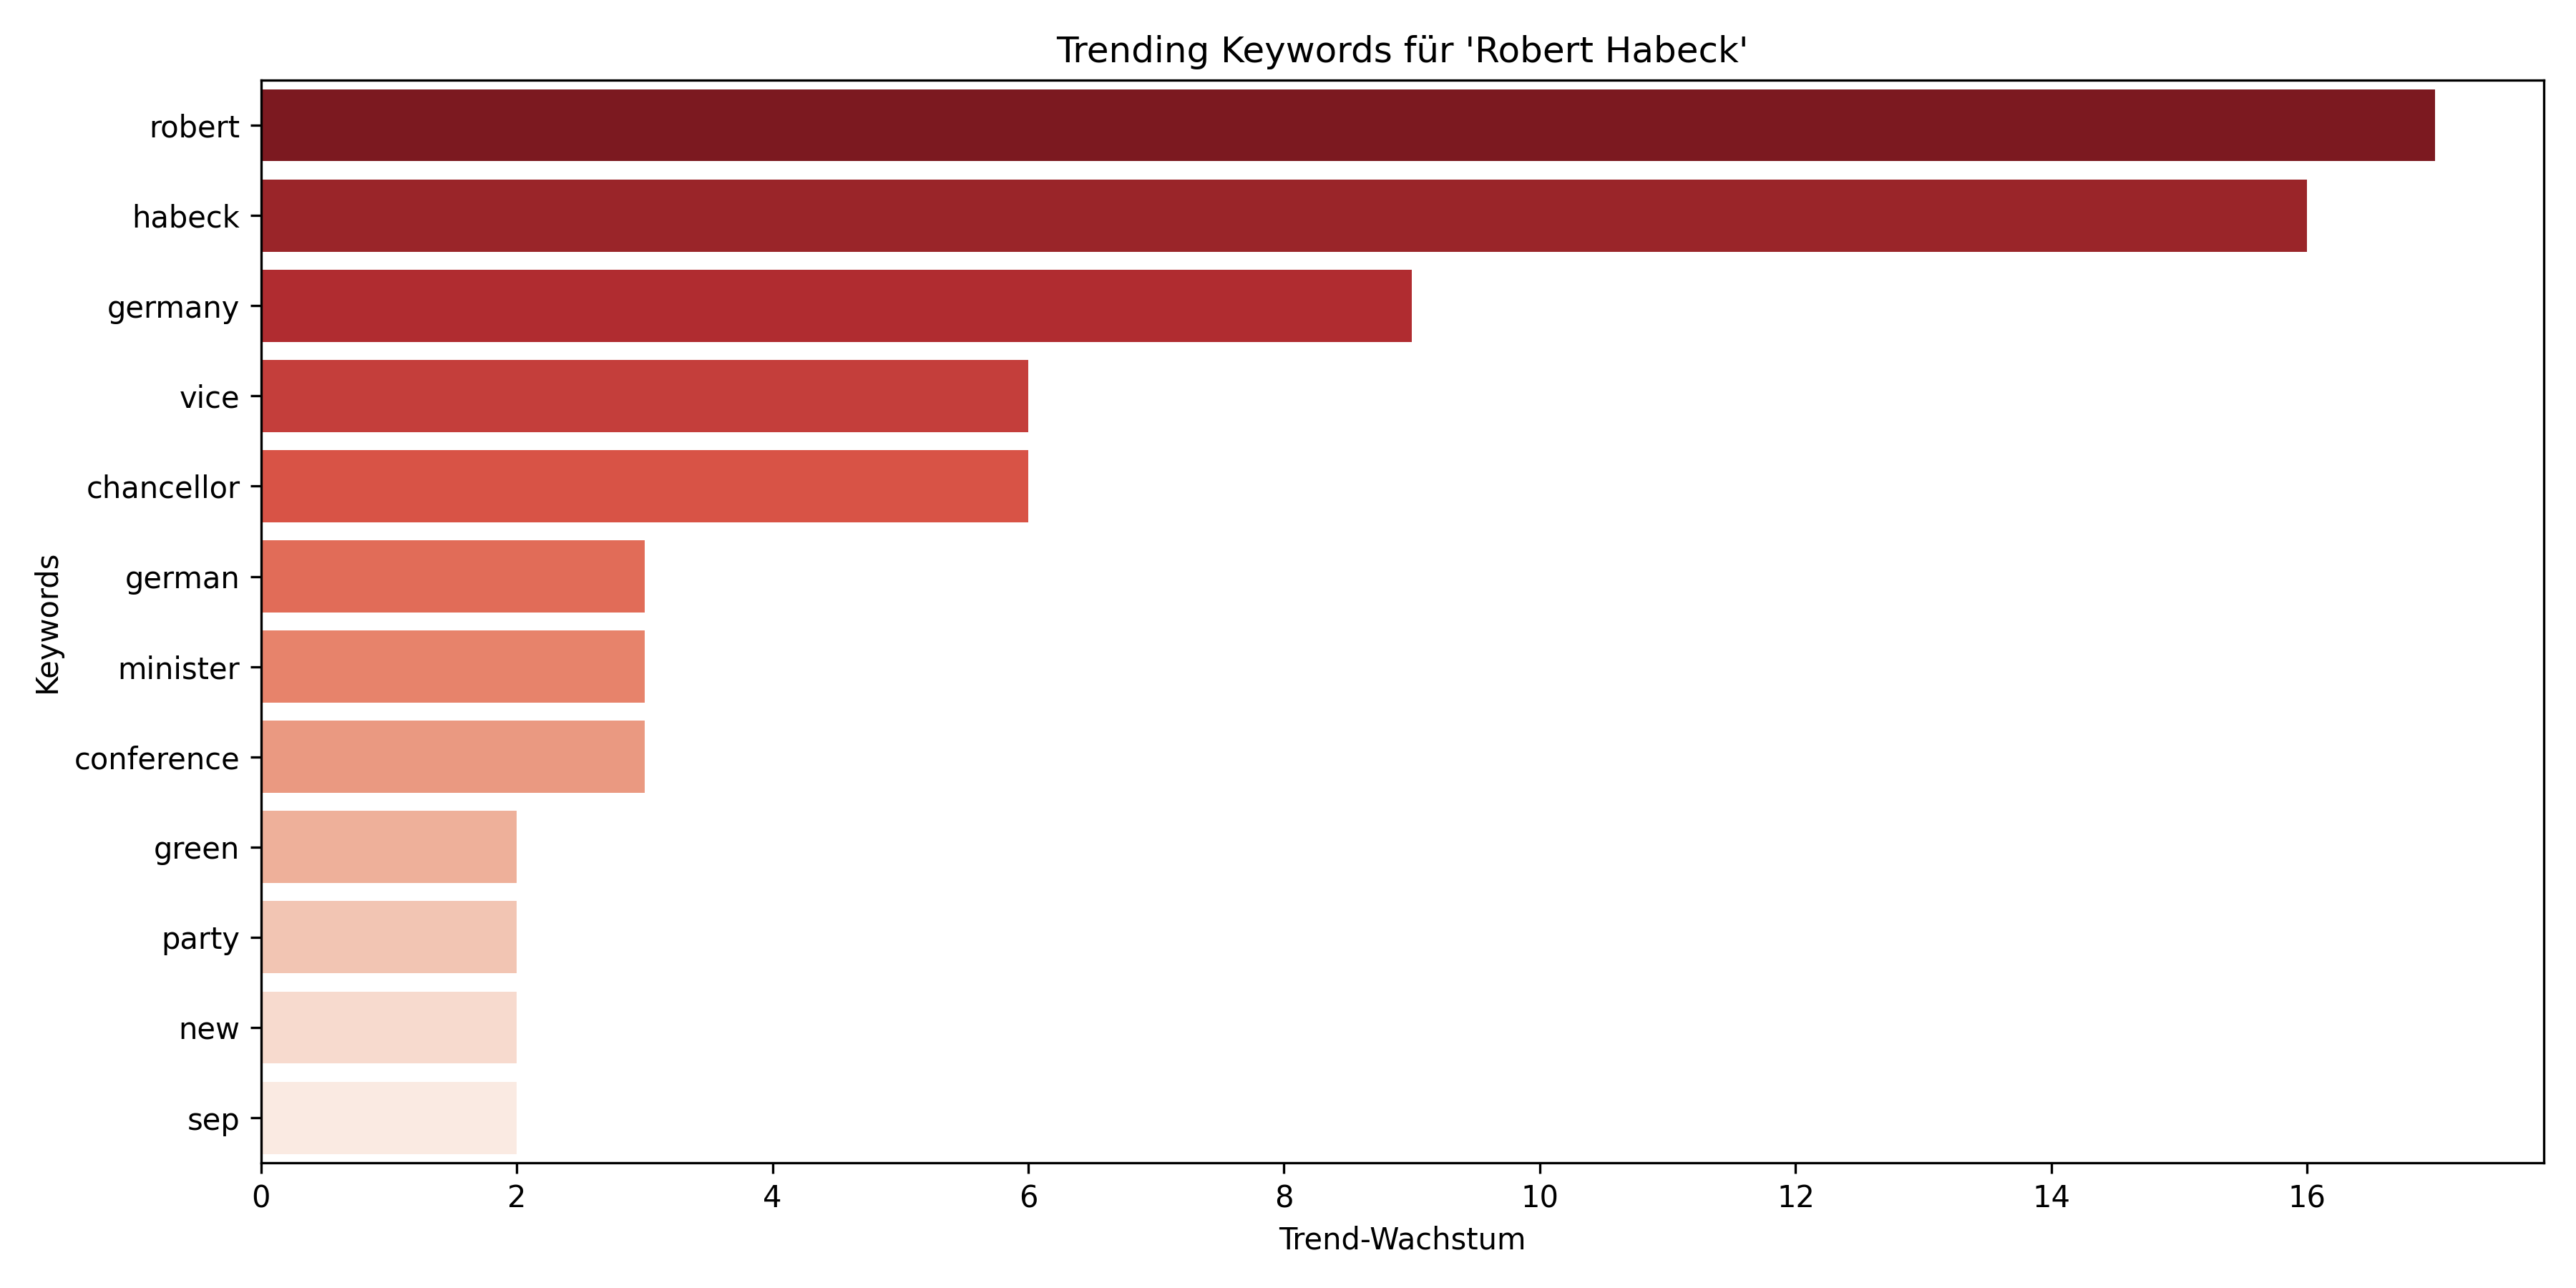 Trending Keywords für 'Robert Habeck'
robert
habeck
germany
vice
chancellor
german
minister
conference
green
party
new
sep
Keywords
0 2 4 6 8 10 12 14 16
Trend-Wachstum